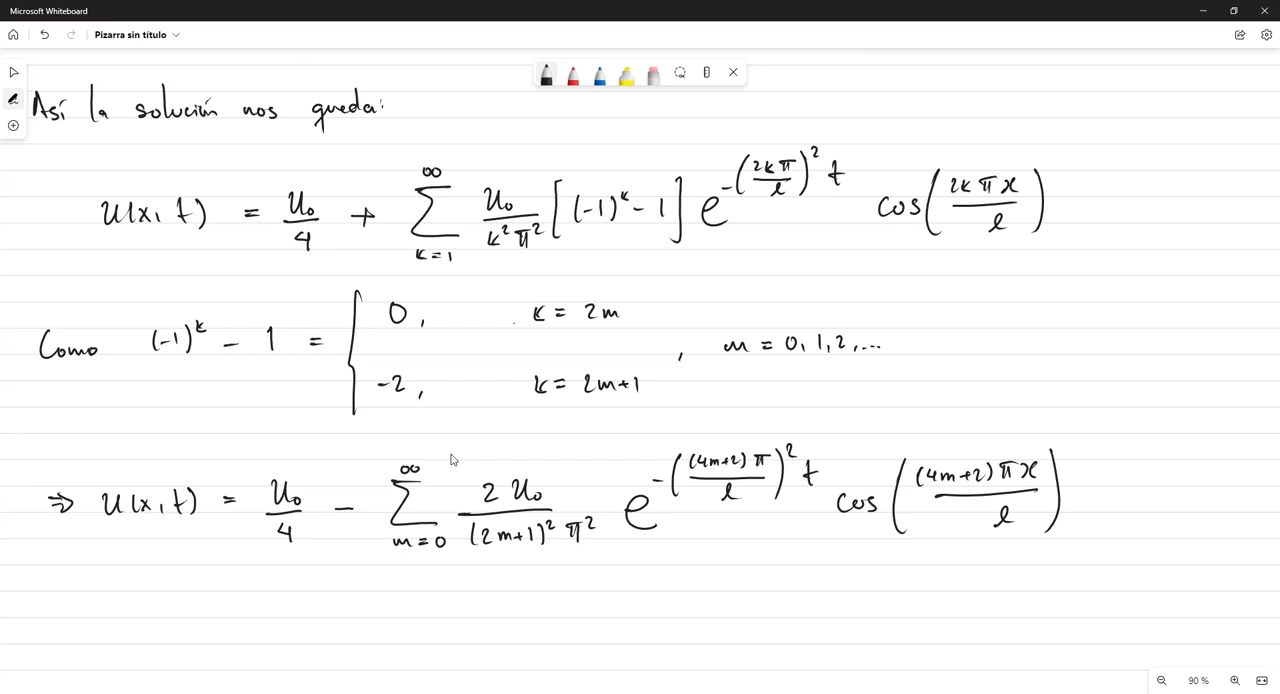 Microsoft Whiteboard
Pizarra sin título
Así la solución nos queda:
u(x, t) = u₀/4 + ∑_{k=1}^{∞} u₀/(k²π²) [(-1)^k - 1] e^{-(2kπ/l)² t} cos(2kπx/l)
Como (-1)^k - 1 = { 0, k = 2m
-2, k = 2m+1 , m = 0, 1, 2, ...
⇒ u(x, t) = u₀/4 - ∑_{m=0}^{∞} 2u₀/((2m+1)²π²) e^{-((4m+2)π/l)² t} cos((4m+2)πx/l)
90 %